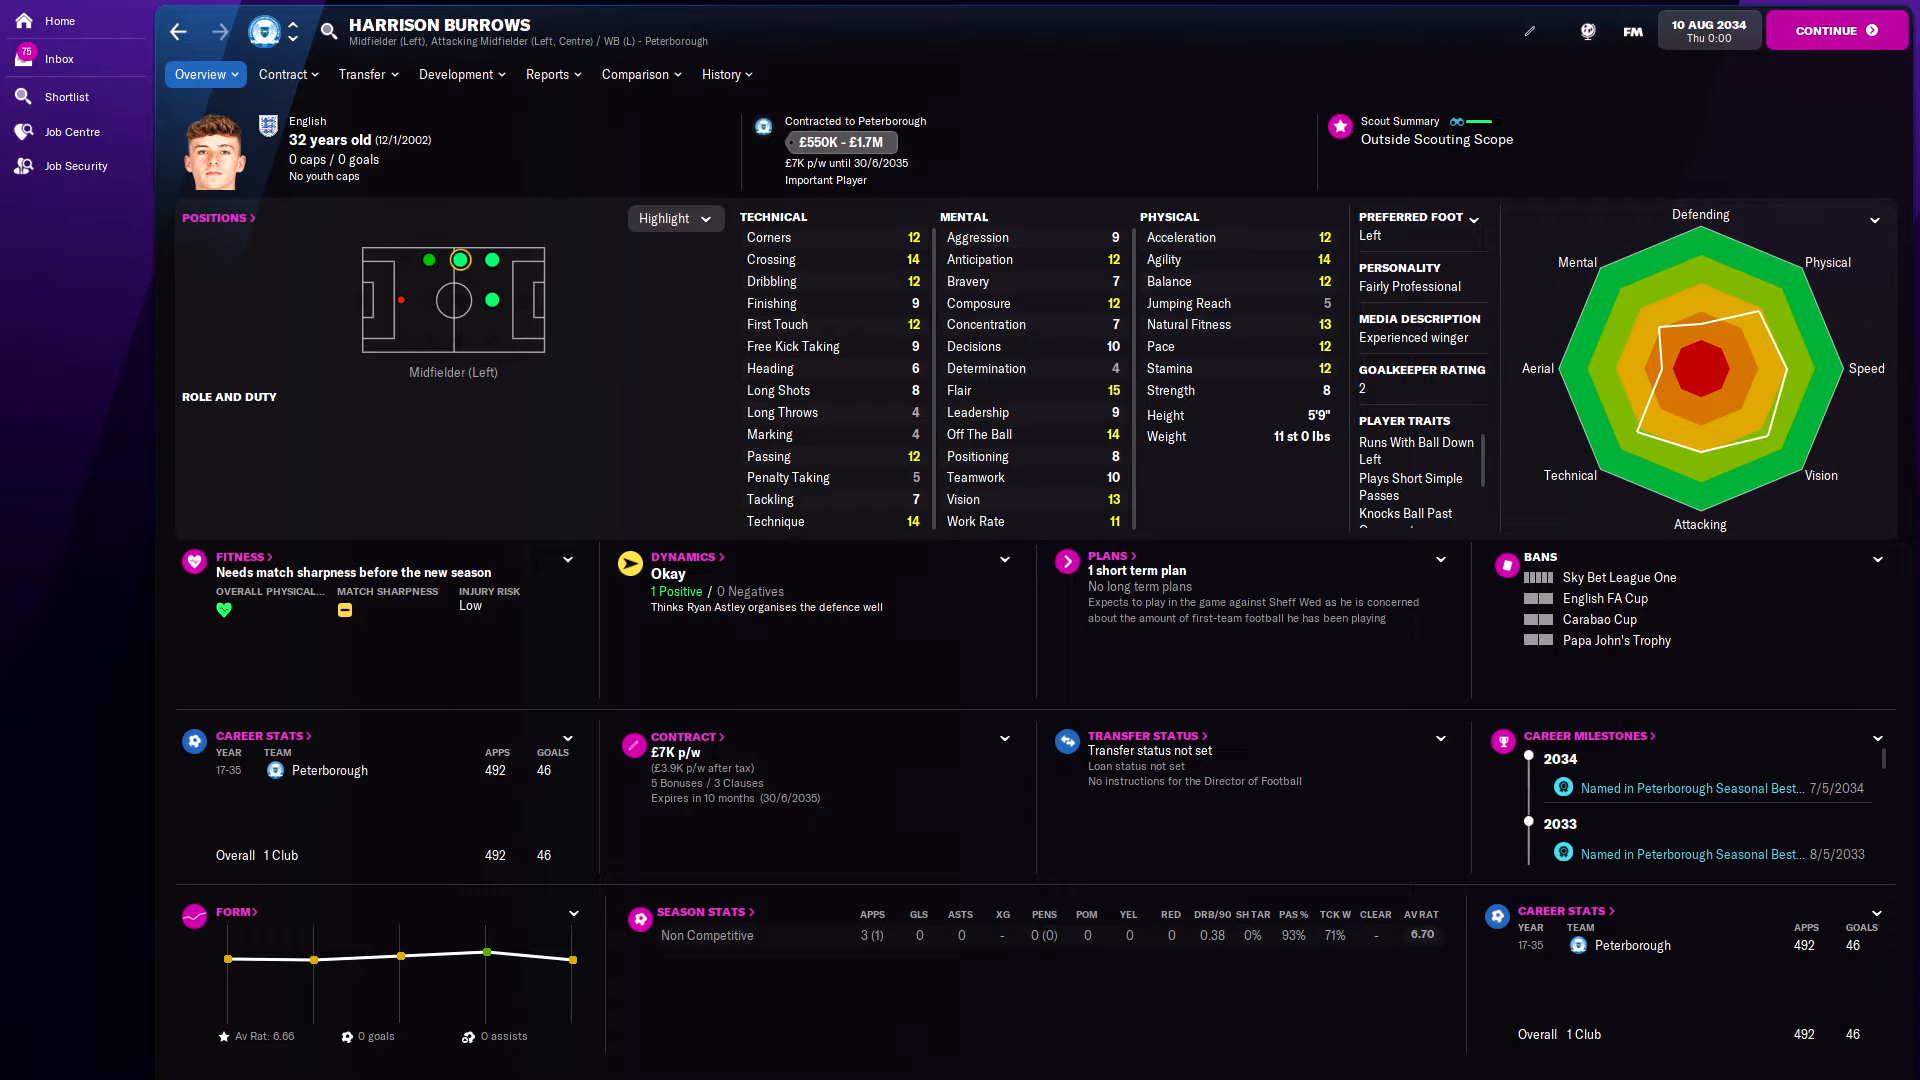 Home
75
Inbox
Shortlist
Job Centre
Job Security
HARRISON BURROWS
Midfielder (Left), Attacking Midfielder (Left, Centre) / WB (L) - Peterborough
FM
10 AUG 2034
Thu 0:00
CONTINUE
Overview
Contract
Transfer
Development
Reports
Comparison
History
English
32 years old (12/1/2002)
0 caps / 0 goals
No youth caps
Contracted to Peterborough
£550K - £1.7M
£7K p/w until 30/6/2035
Important Player
Scout Summary
Outside Scouting Scope
POSITIONS
Highlight
Midfielder (Left)
ROLE AND DUTY
TECHNICAL
Corners 12
Crossing 14
Dribbling 12
Finishing 9
First Touch 12
Free Kick Taking 9
Heading 6
Long Shots 8
Long Throws 4
Marking 4
Passing 12
Penalty Taking 5
Tackling 7
Technique 14
MENTAL
Aggression 9
Anticipation 12
Bravery 7
Composure 12
Concentration 7
Decisions 10
Determination 4
Flair 15
Leadership 9
Off The Ball 14
Positioning 8
Teamwork 10
Vision 13
Work Rate 11
PHYSICAL
Acceleration 12
Agility 14
Balance 12
Jumping Reach 5
Natural Fitness 13
Pace 12
Stamina 12
Strength 8
Height 5'9"
Weight 11 st 0 lbs
PREFERRED FOOT
Left
PERSONALITY
Fairly Professional
MEDIA DESCRIPTION
Experienced winger
GOALKEEPER RATING
2
PLAYER TRAITS
Runs With Ball Down
Left
Plays Short Simple
Passes
Knocks Ball Past
Defending
Mental
Physical
Aerial
Speed
Technical
Vision
Attacking
FITNESS
Needs match sharpness before the new season
OVERALL PHYSICAL... MATCH SHARPNESS INJURY RISK
Low
DYNAMICS
Okay
1 Positive / 0 Negatives
Thinks Ryan Astley organises the defence well
PLANS
1 short term plan
No long term plans
Expects to play in the game against Sheff Wed as he is concerned
about the amount of first-team football he has been playing
BANS
Sky Bet League One
English FA Cup
Carabao Cup
Papa John's Trophy
CAREER STATS
YEAR TEAM APPS GOALS
17-35 Peterborough 492 46
Overall 1 Club 492 46
CONTRACT
£7K p/w
(£3.9K p/w after tax)
5 Bonuses / 3 Clauses
Expires in 10 months (30/6/2035)
TRANSFER STATUS
Transfer status not set
Loan status not set
No instructions for the Director of Football
CAREER MILESTONES
2034
Named in Peterborough Seasonal Best... 7/5/2034
2033
Named in Peterborough Seasonal Best... 8/5/2033
FORM
Av Rat: 6.66
0 goals
0 assists
SEASON STATS APPS GLS ASTS XG PENS POM YEL RED DRB/90 SH TAR PAS % TCK W CLEAR AV RAT
Non Competitive 3 (1) 0 0 - 0 (0) 0 0 0 0.38 0% 93% 71% - 6.70
CAREER STATS
YEAR TEAM APPS GOALS
17-35 Peterborough 492 46
Overall 1 Club 492 46